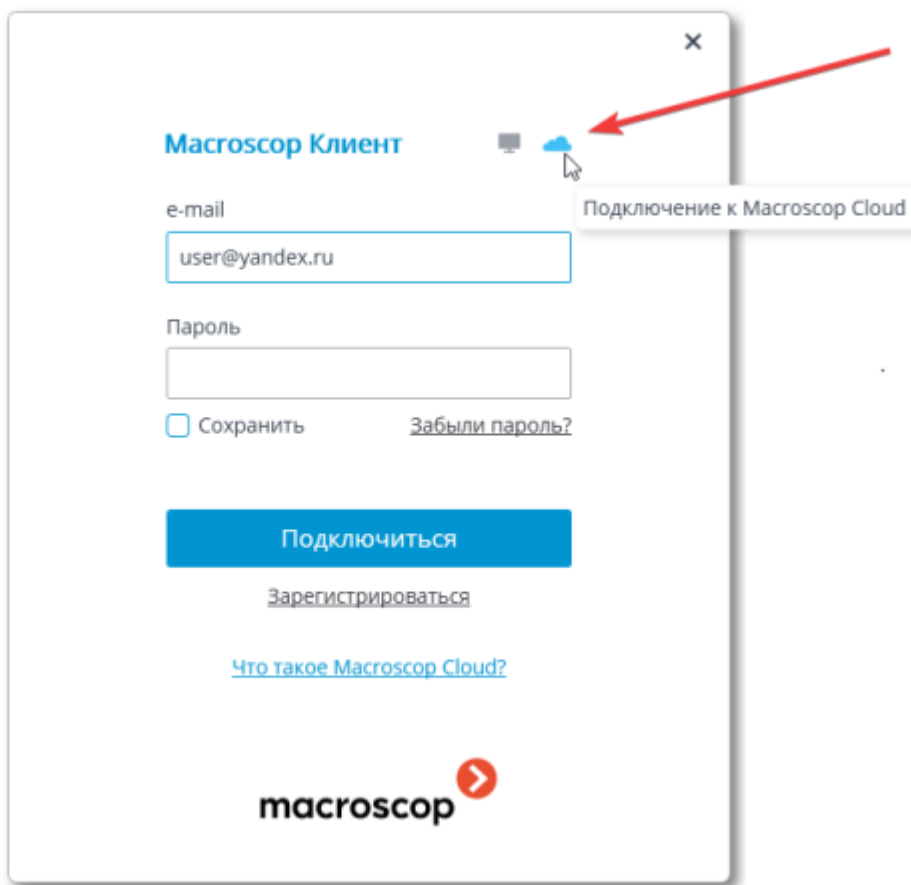 Macroscop Клиент
Подключение к Macroscop Cloud
e-mail
user@yandex.ru
Пароль
Сохранить
Забыли пароль?
Подключиться
Зарегистрироваться
Что такое Macroscop Cloud?
macroscop